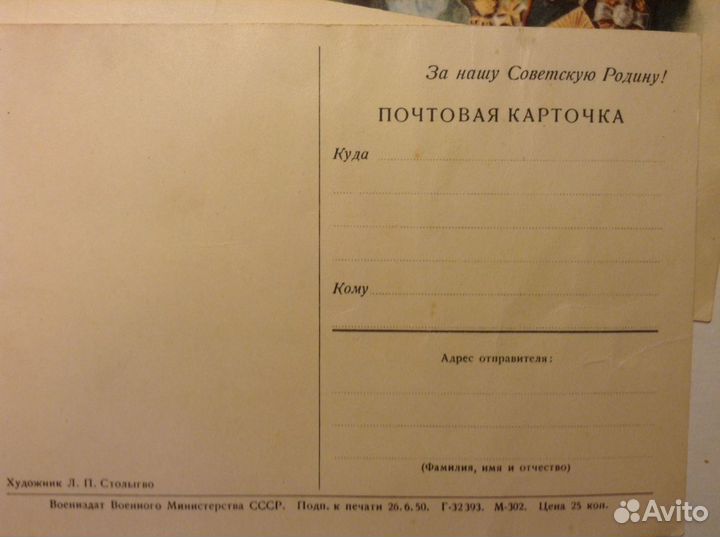 За нашу Советскую Родину!
ПОЧТОВАЯ КАРТОЧКА
Куда
Кому
Адрес отправителя:
(Фамилия, имя и отчество)
Художник Л. П. Столыгво
Воениздат Военного Министерства СССР. Подп. к печати 26.6.50. Г-32393. М-302. Цена 25 коп.
Avito